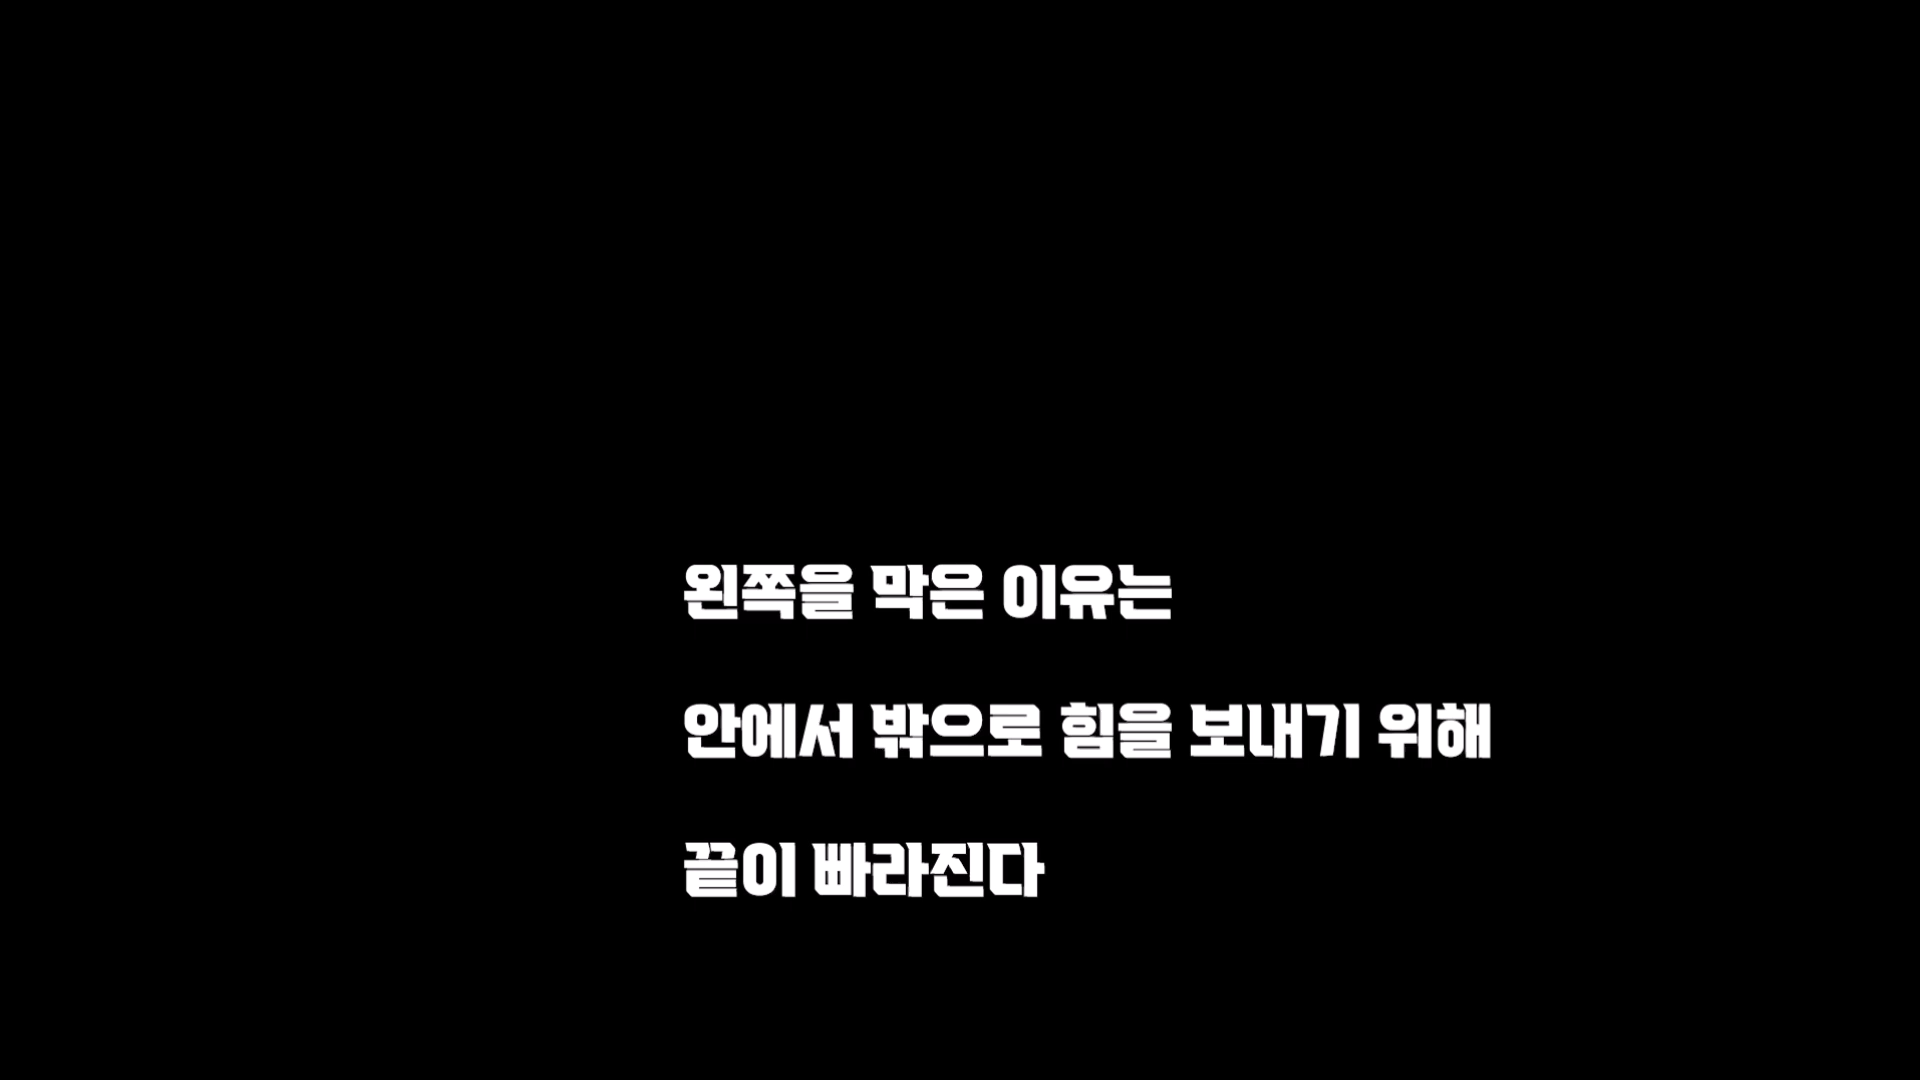 왼쪽을 막은 이유는
안에서 밖으로 힘을 보내기 위해
끝이 빠라진다